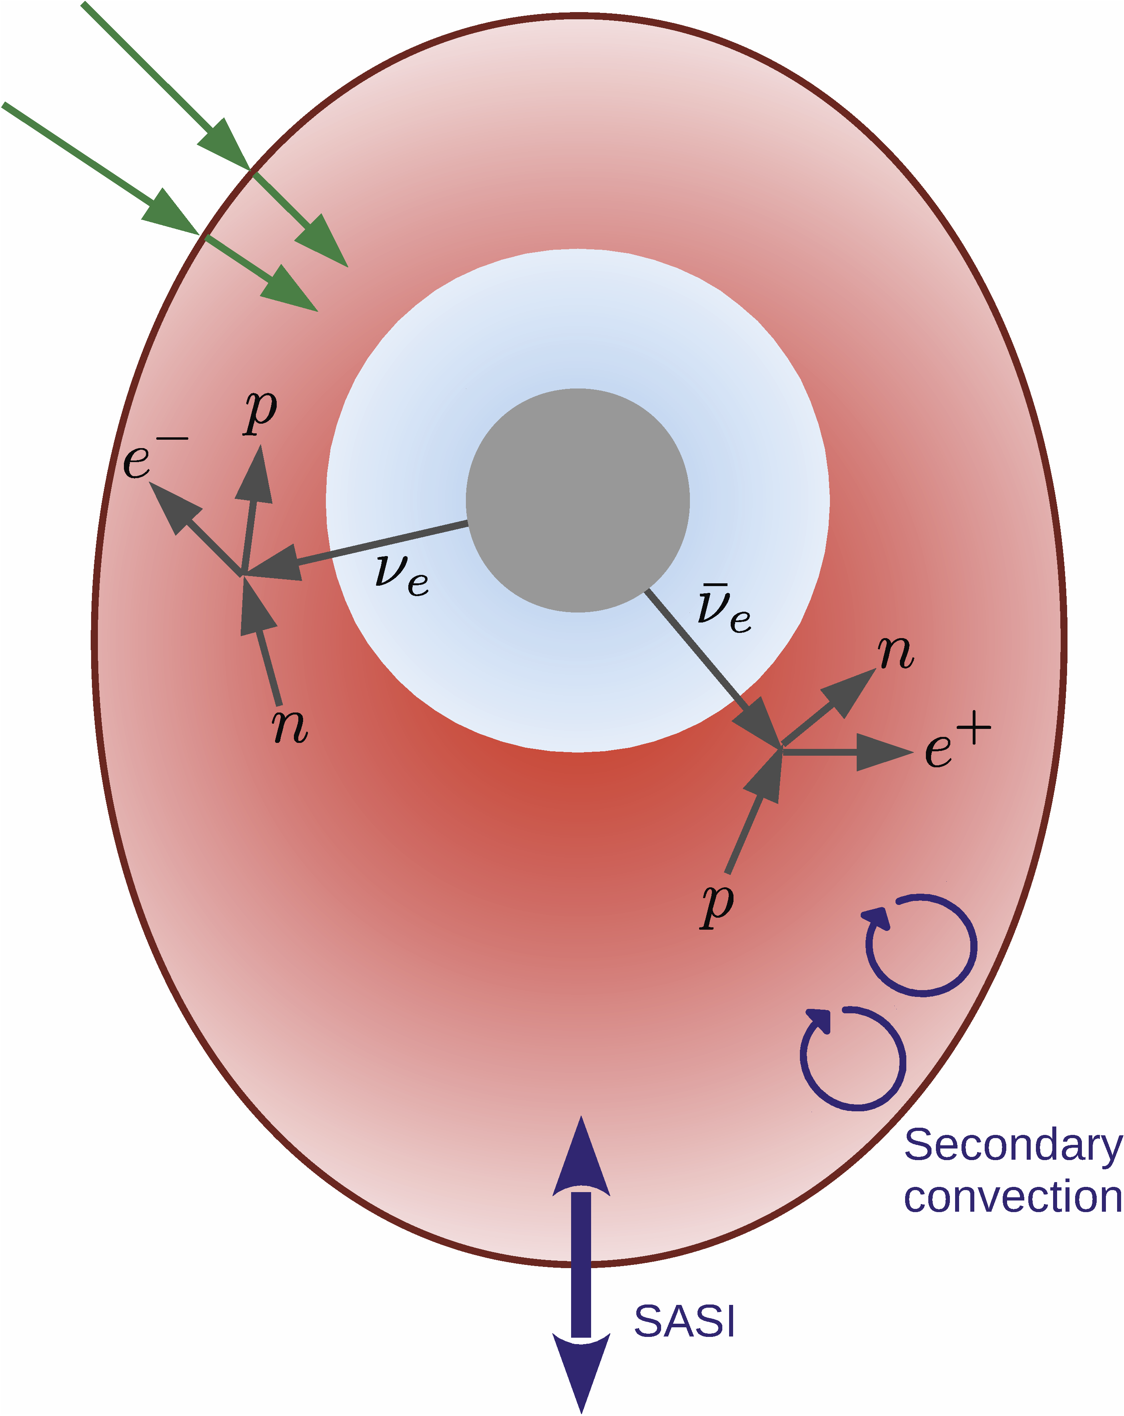 p
e⁻
νₑ
ν̄ₑ
n
n
e⁺
p
Secondary
convection
SASI